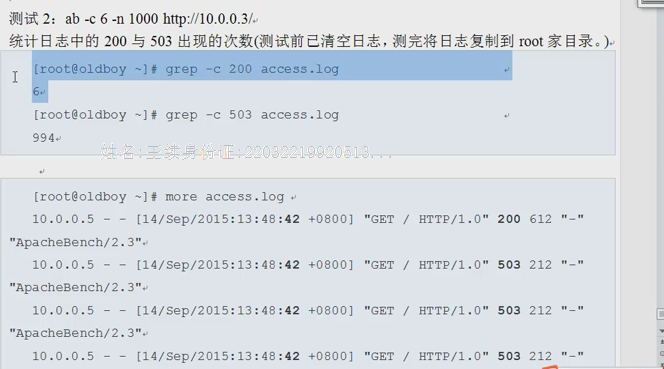 测试 2：ab -c 6 -n 1000 http://10.0.0.3/
统计日志中的 200 与 503 出现的次数(测试前已清空日志，测完将日志复制到 root 家目录。)
[root@oldboy ~]# grep -c 200 access.log
6
[root@oldboy ~]# grep -c 503 access.log
994
姓名:王 身份证:22032219920513...
[root@oldboy ~]# more access.log
10.0.0.5 - - [14/Sep/2015:13:48:42 +0800] "GET / HTTP/1.0" 200 612 "-"
"ApacheBench/2.3"
10.0.0.5 - - [14/Sep/2015:13:48:42 +0800] "GET / HTTP/1.0" 503 212 "-"
"ApacheBench/2.3"
10.0.0.5 - - [14/Sep/2015:13:48:42 +0800] "GET / HTTP/1.0" 503 212 "-"
"ApacheBench/2.3"
10.0.0.5 - - [14/Sep/2015:13:48:42 +0800] "GET / HTTP/1.0" 503 212 "-"